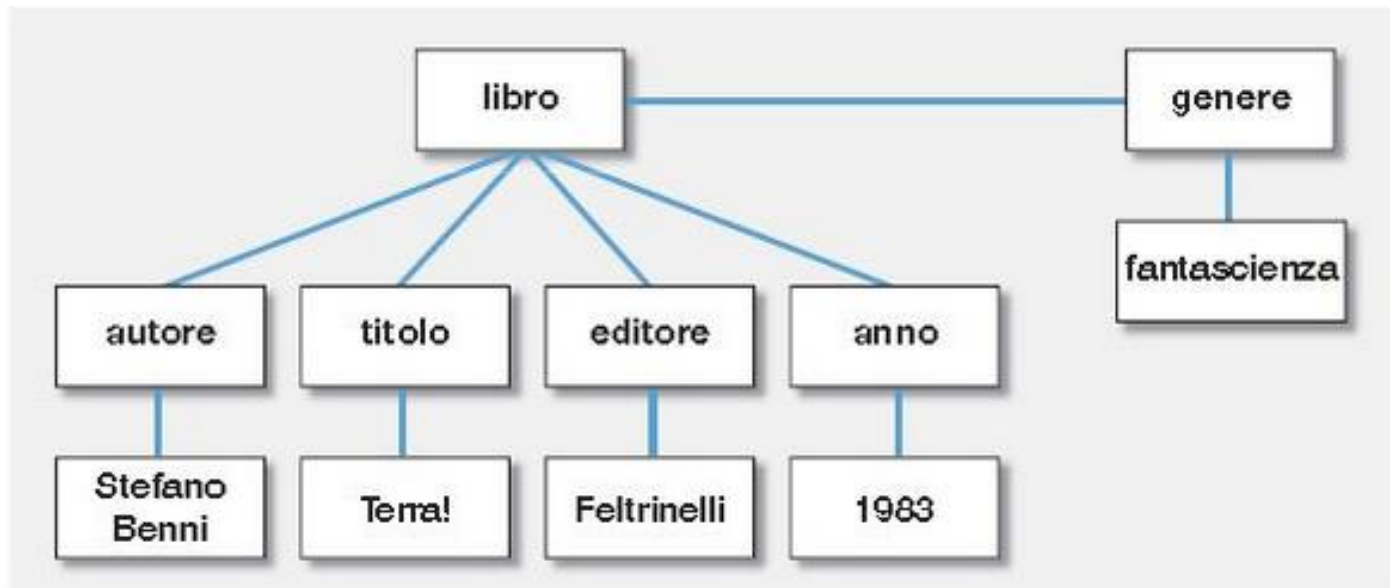 libro
genere
fantascienza
autore
titolo
editore
anno
Stefano
Benni
Terra!
Feltrinelli
1983